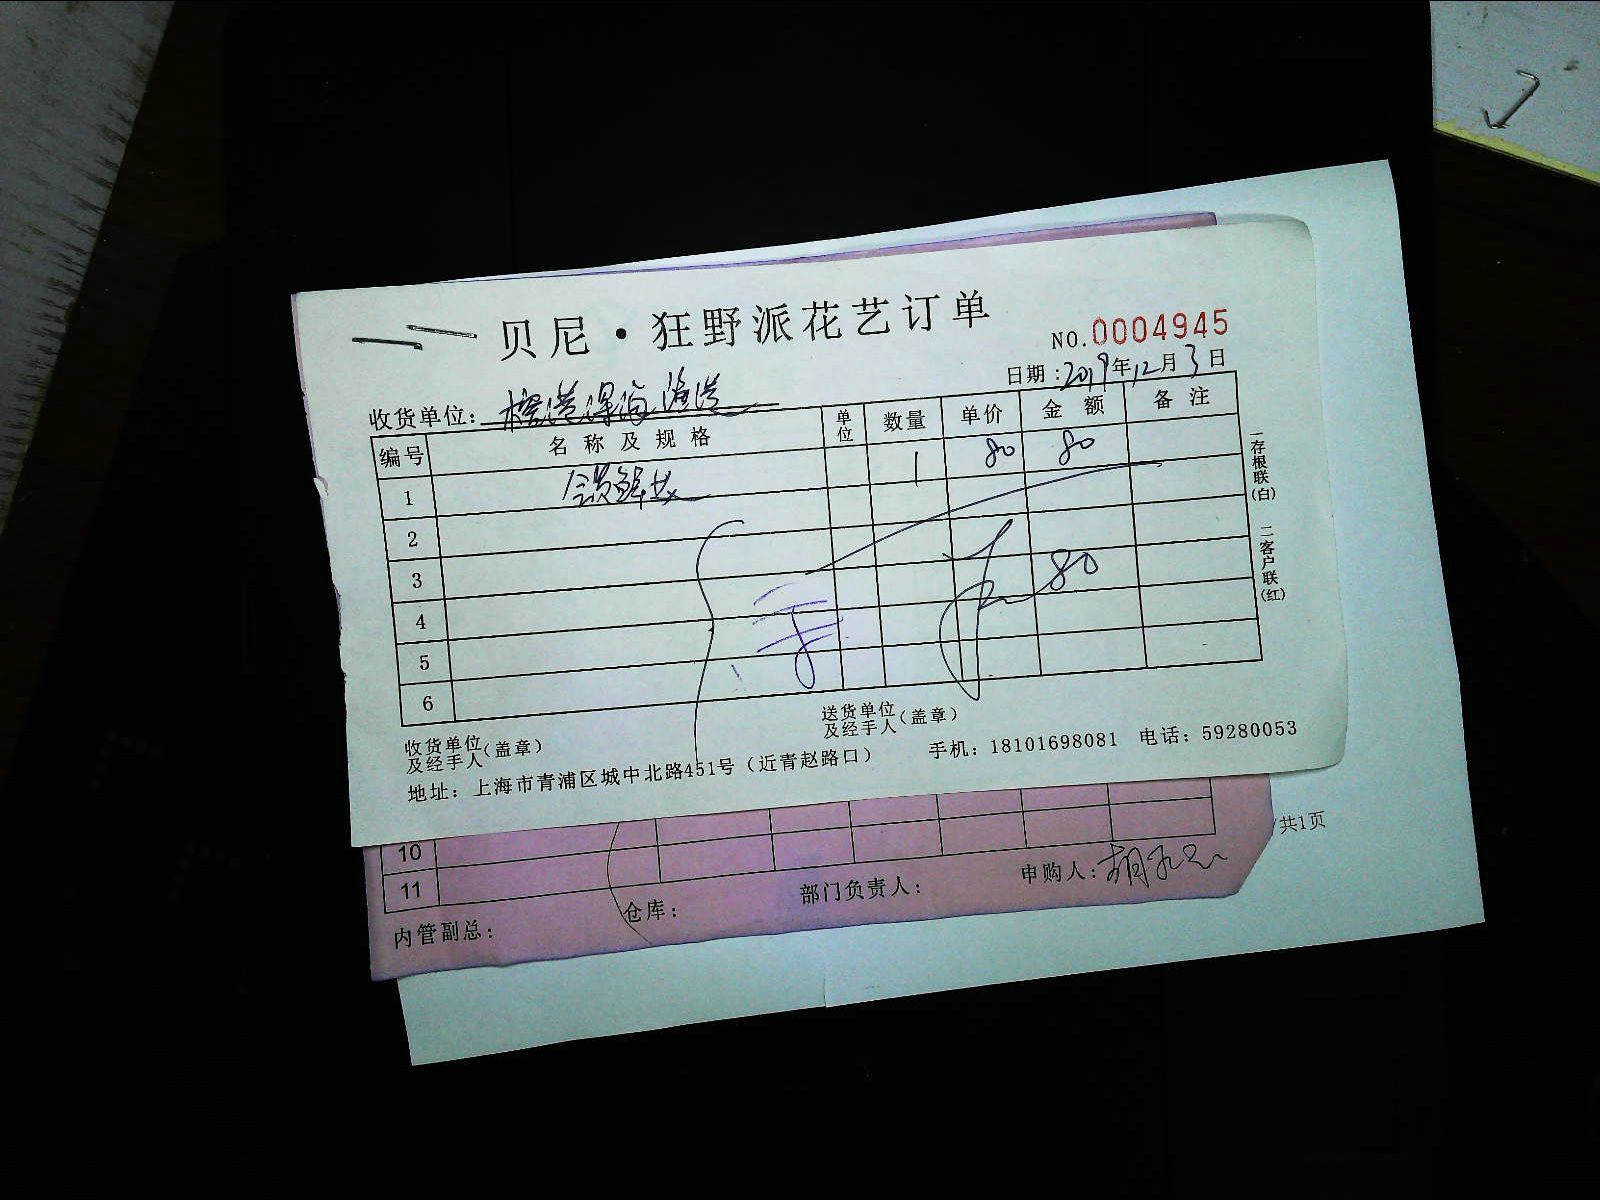 贝尼·狂野派花艺订单
NO.0004945
日期:2019年12月3日
收货单位:
编号 名称及规格 单位 数量 单价 金额 备注
1 1 80 80
2
3
4 80
5
6
一存根联(白) 二客户联(红)
收货单位及经手人(盖章)
送货单位及经手人(盖章)
地址：上海市青浦区城中北路451号（近青赵路口） 手机：18101698081 电话：59280053
10
11
/共1页
内管副总: 仓库: 部门负责人: 申购人: